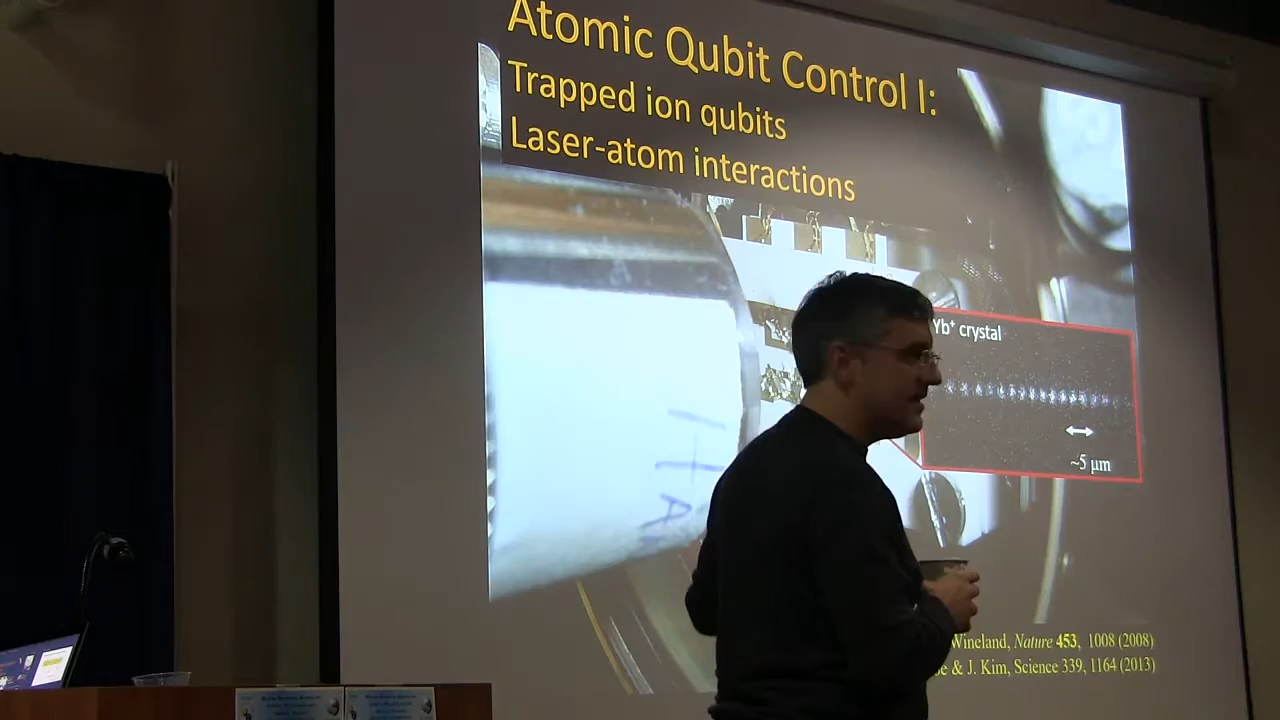 Atomic Qubit Control I:
Trapped ion qubits
Laser-atom interactions
Yb⁺ crystal
~5 μm
Wineland, Nature 453, 1008 (2008)
& J. Kim, Science 339, 1164 (2013)